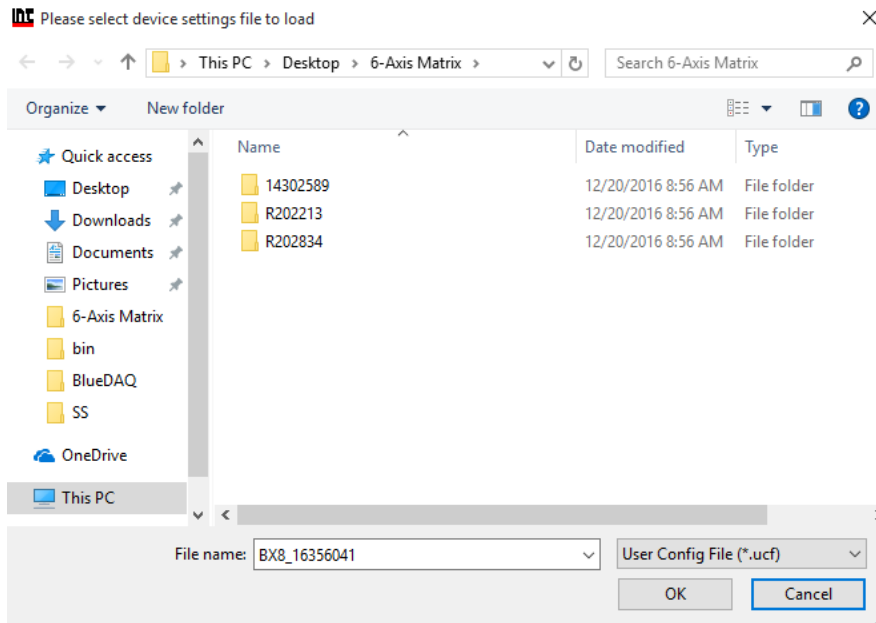 Please select device settings file to load
This PC > Desktop > 6-Axis Matrix >
Search 6-Axis Matrix
Organize
New folder
Name
Date modified
Type
Quick access
Desktop
Downloads
Documents
Pictures
6-Axis Matrix
bin
BlueDAQ
SS
OneDrive
This PC
14302589 12/20/2016 8:56 AM File folder
R202213 12/20/2016 8:56 AM File folder
R202834 12/20/2016 8:56 AM File folder
File name: BX8_16356041
User Config File (*.ucf)
OK
Cancel